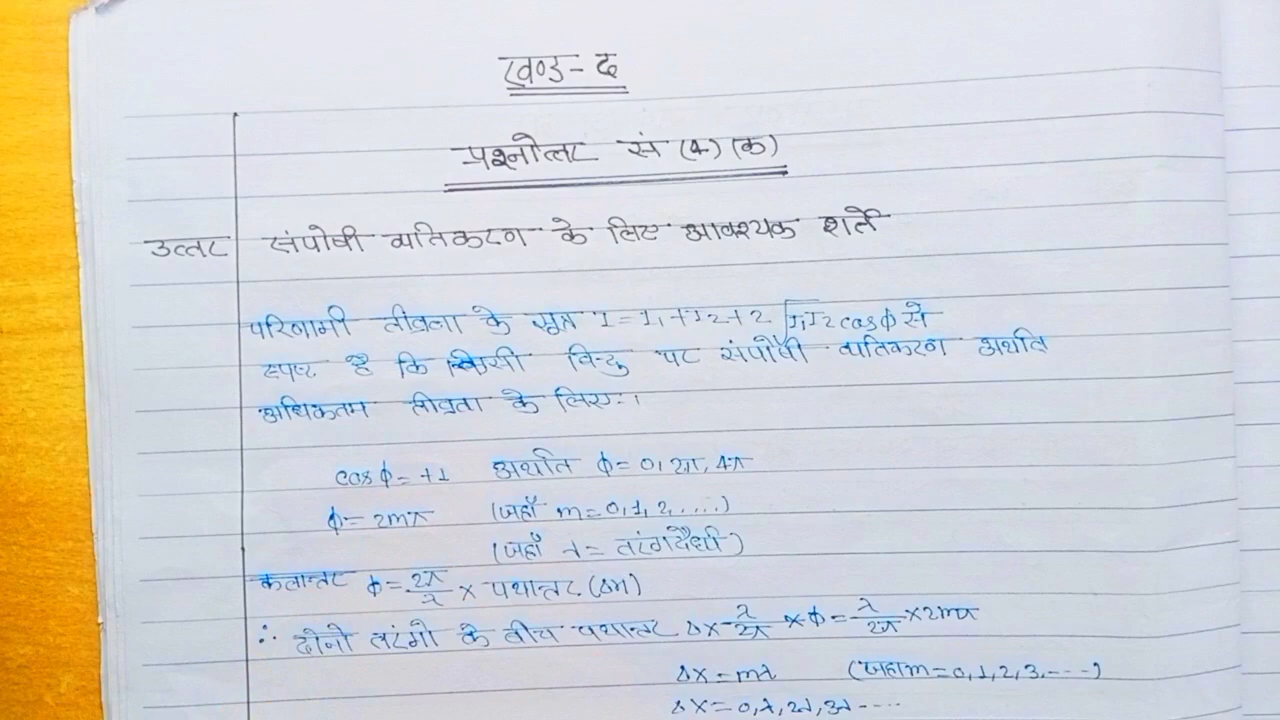 खण्ड - द
प्रश्नोत्तर सं (4) (क)
उत्तर संपोषी व्यतिकरण के लिए आवश्यक शर्ते
परिणामी तीव्रता के सूत्र I = I₁ + I₂ + 2 √I₁I₂ cosϕ से
स्पष्ट है कि किसी बिन्दु पर संपोषी व्यतिकरण अर्थात
अधिकतम तीव्रता के लिए :-
cosϕ = +1 अर्थात ϕ = 0, 2π, 4π
ϕ = 2mπ (जहाँ m = 0, 1, 2, ....)
(जहाँ λ = तरंगदैर्ध्य)
कलान्तर ϕ = 2π/λ × पथान्तर (Δx)
∴ दोनो तरंगो के बीच पथान्तर Δx = λ/2π × ϕ = λ/2π × 2mπ
Δx = mλ (जहा m = 0, 1, 2, 3, ----)
Δx = 0, λ, 2λ, 3λ ----